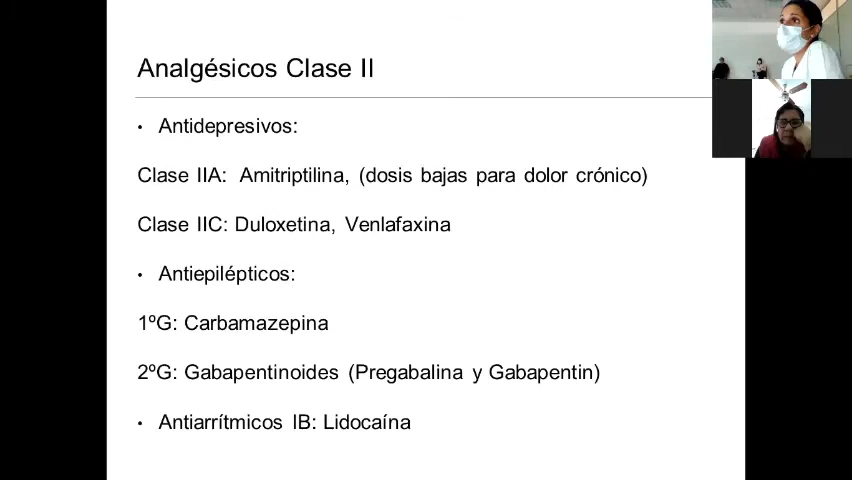 Analgésicos Clase II
• Antidepresivos:
Clase IIA: Amitriptilina, (dosis bajas para dolor crónico)
Clase IIC: Duloxetina, Venlafaxina
• Antiepilépticos:
1ºG: Carbamazepina
2ºG: Gabapentinoides (Pregabalina y Gabapentin)
• Antiarrítmicos IB: Lidocaína